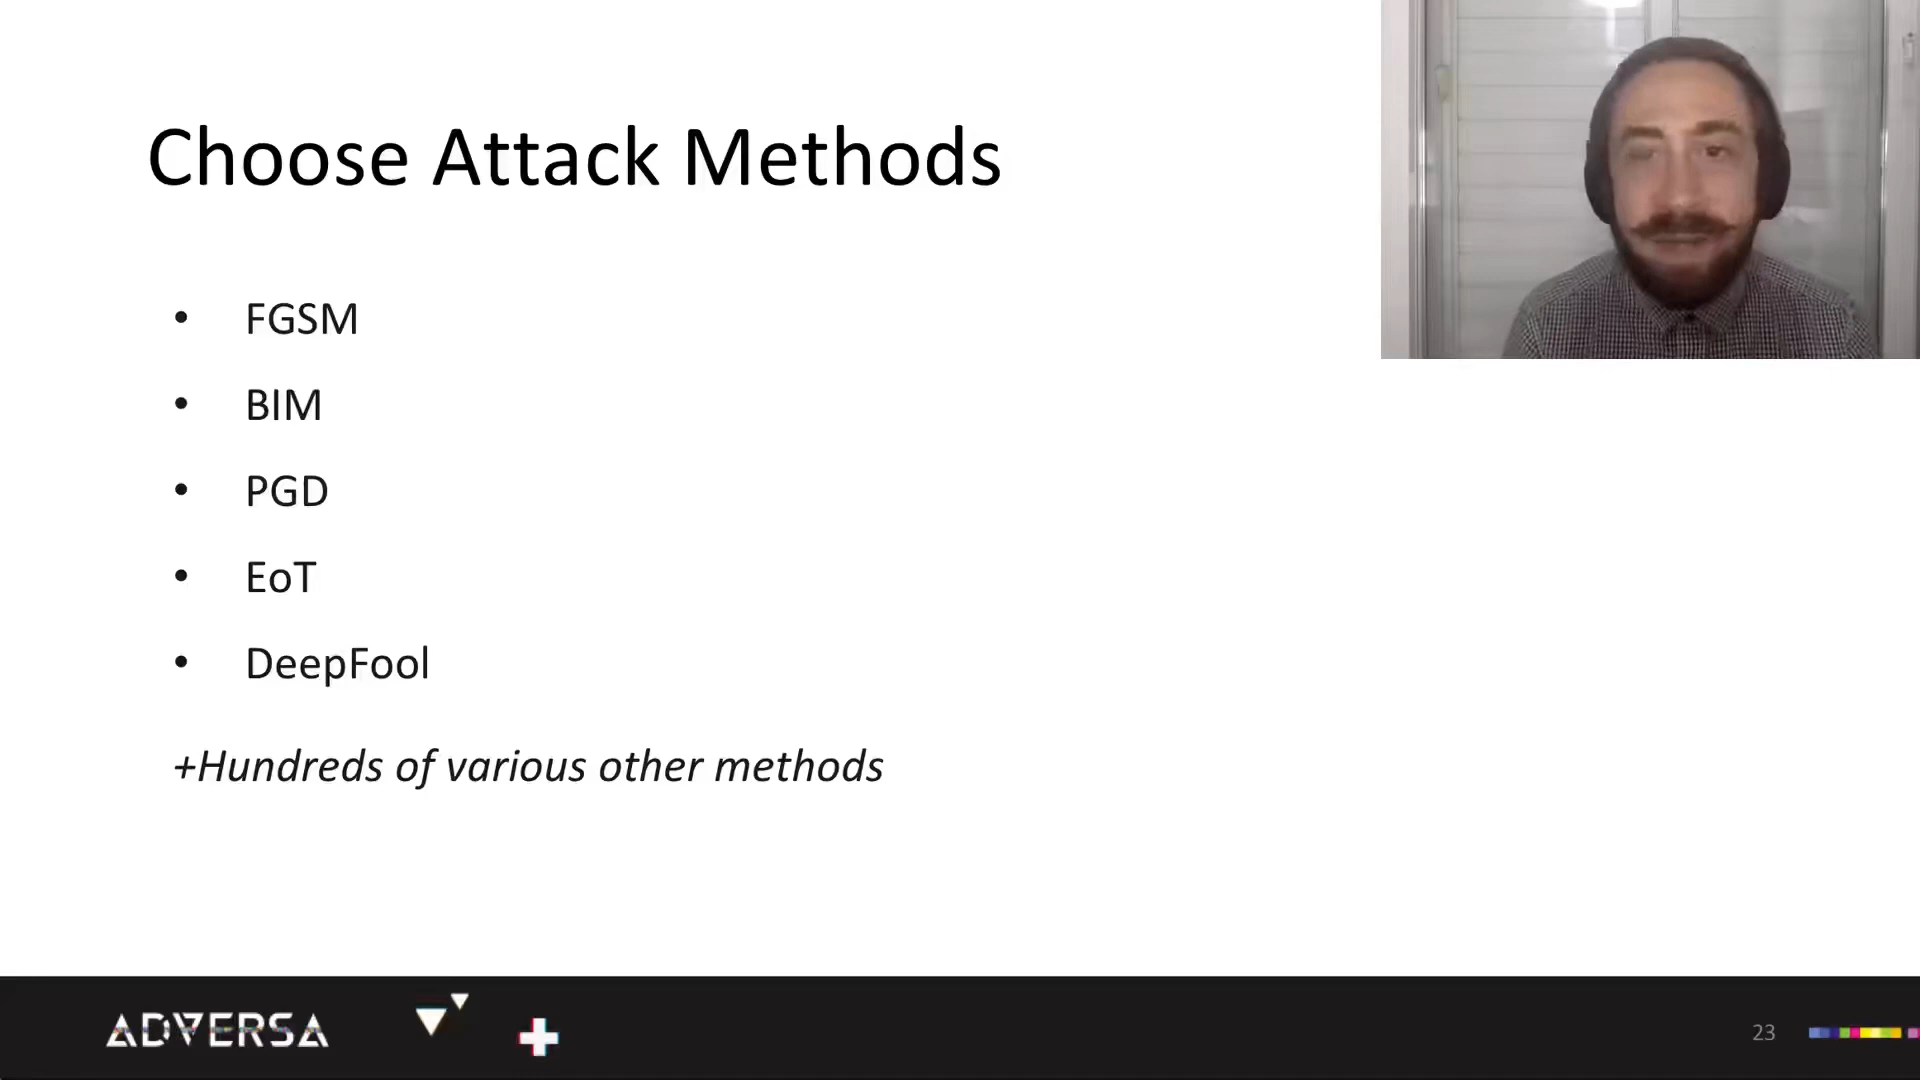 Choose Attack Methods
• FGSM
• BIM
• PGD
• EoT
• DeepFool
+Hundreds of various other methods
ADVERSA
23